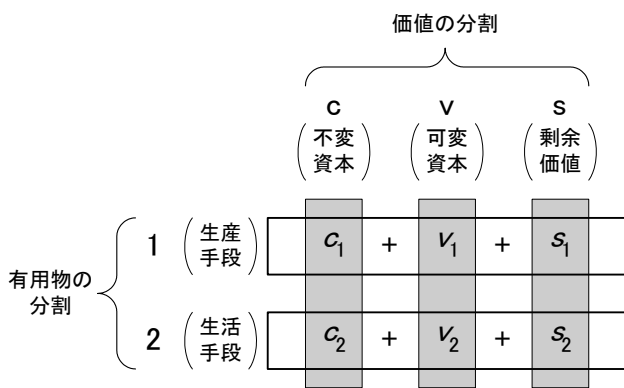 価値の分割
C V S
(不変資本) (可変資本) (剰余価値)
有用物の分割
1 (生産手段) c1 + v1 + s1
2 (生活手段) c2 + v2 + s2